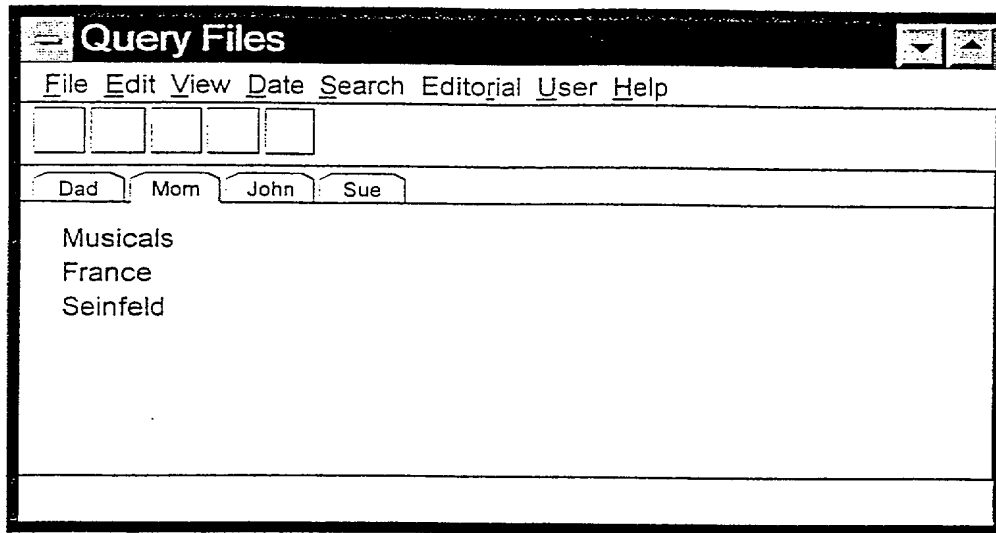 Query Files
File Edit View Date Search Editorial User Help
Dad Mom John Sue
Musicals
France
Seinfeld